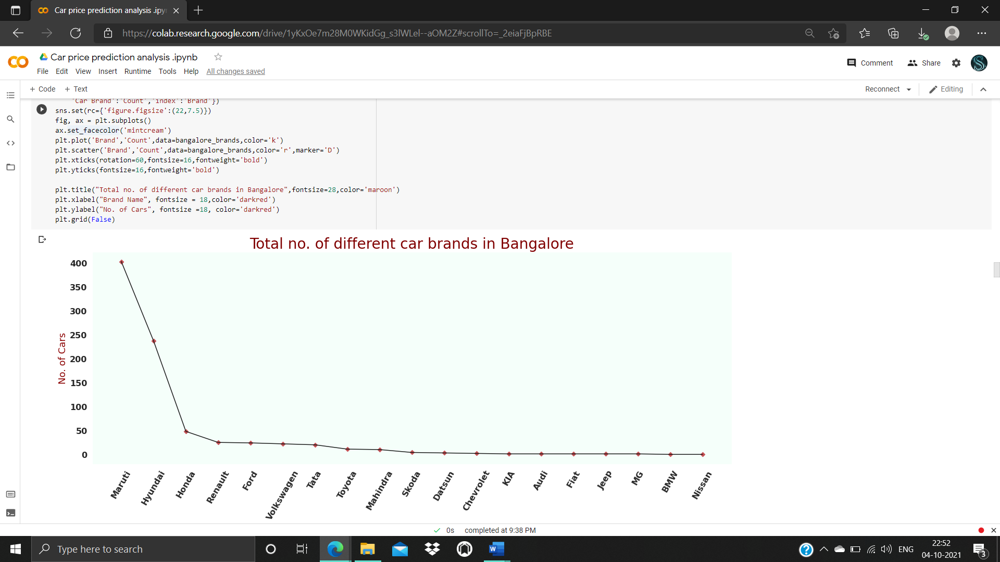 Car price prediction analysis .ipy
https://colab.research.google.com/drive/1yKxOe7m28M0WKidGg_s3lWLel--aOM2Z#scrollTo=_2eiaFjBpRBE
Car price prediction analysis .ipynb
File Edit View Insert Runtime Tools Help All changes saved
Comment Share
+ Code + Text
Reconnect Editing
'Car Brand':'Count','index':'Brand'})
sns.set(rc={'figure.figsize':(22,7.5)})
fig, ax = plt.subplots()
ax.set_facecolor('mintcream')
plt.plot('Brand','Count',data=bangalore_brands,color='k')
plt.scatter('Brand','Count',data=bangalore_brands,color='r',marker='D')
plt.xticks(rotation=60,fontsize=16,fontweight='bold')
plt.yticks(fontsize=16,fontweight='bold')
plt.title("Total no. of different car brands in Bangalore",fontsize=28,color='maroon')
plt.xlabel("Brand Name", fontsize = 18,color='darkred')
plt.ylabel("No. of Cars", fontsize =18, color='darkred')
plt.grid(False)
Total no. of different car brands in Bangalore
No. of Cars
400
350
300
250
200
150
100
50
0
Maruti
Hyundai
Honda
Renault
Ford
Volkswagen
Tata
Toyota
Mahindra
Skoda
Datsun
Chevrolet
KIA
Audi
Fiat
Jeep
MG
BMW
Nissan
0s completed at 9:38 PM
Type here to search
ENG
22:52
04-10-2021
3